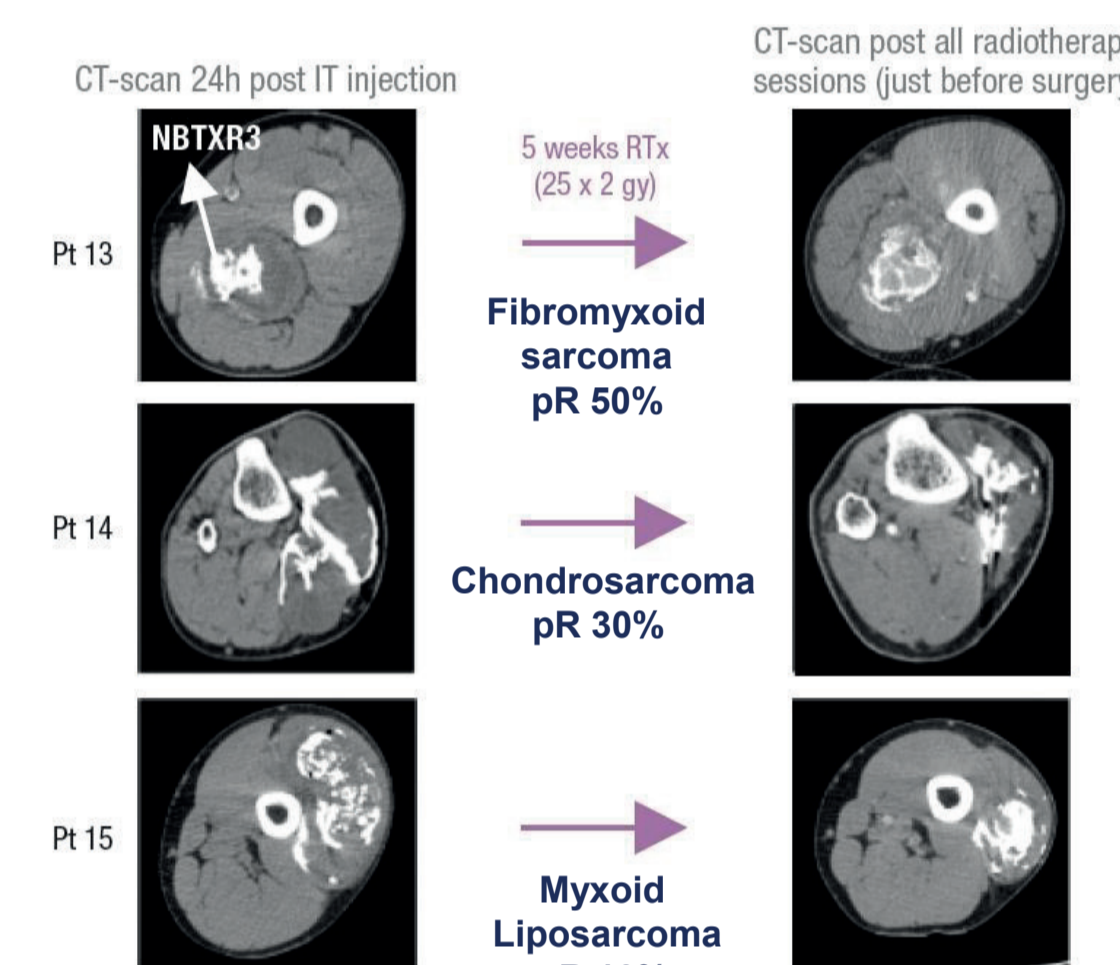 CT-scan 24h post IT injection
CT-scan post all radiotherap
sessions (just before surger
NBTXR3
Pt 13
5 weeks RTx
(25 x 2 gy)
Fibromyxoid
sarcoma
pR 50%
Pt 14
Chondrosarcoma
pR 30%
Pt 15
Myxoid
Liposarcoma